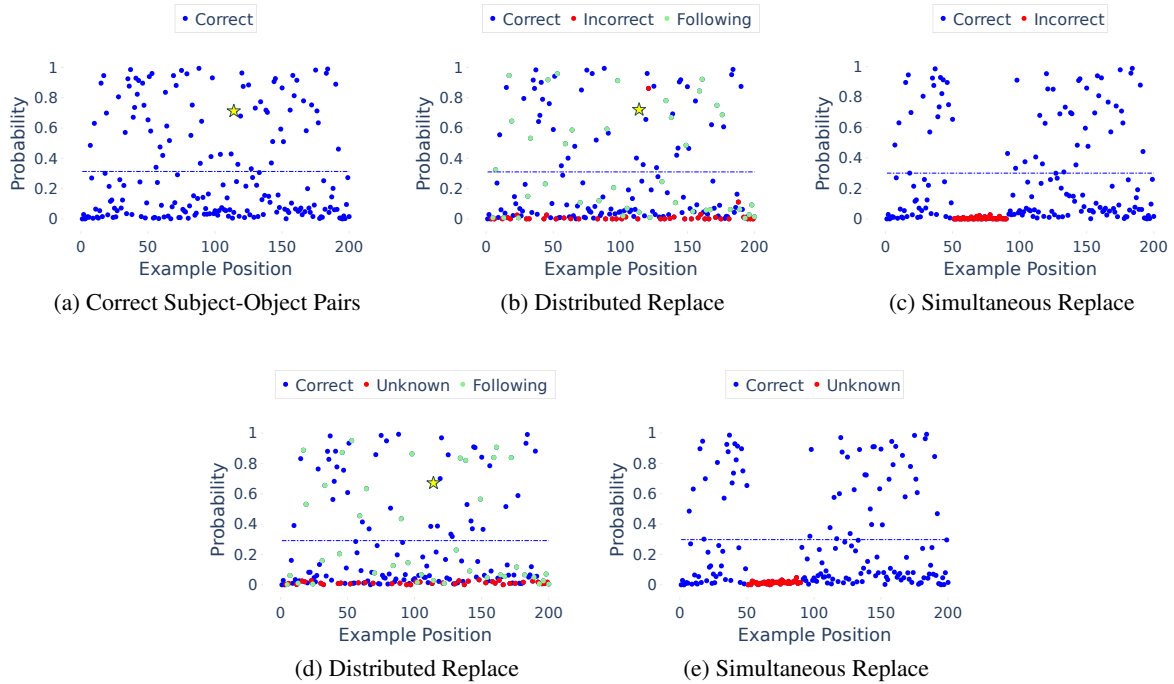 Correct
Correct Incorrect Following
Correct Incorrect
1
0.8
0.6
0.4
0.2
0
Probability
0 50 100 150 200
Example Position
1
0.8
0.6
0.4
0.2
0
Probability
0 50 100 150 200
Example Position
1
0.8
0.6
0.4
0.2
0
Probability
0 50 100 150 200
Example Position
(a) Correct Subject-Object Pairs
(b) Distributed Replace
(c) Simultaneous Replace
Correct Unknown Following
Correct Unknown
1
0.8
0.6
0.4
0.2
0
Probability
0 50 100 150 200
Example Position
1
0.8
0.6
0.4
0.2
0
Probability
0 50 100 150 200
Example Position
(d) Distributed Replace
(e) Simultaneous Replace